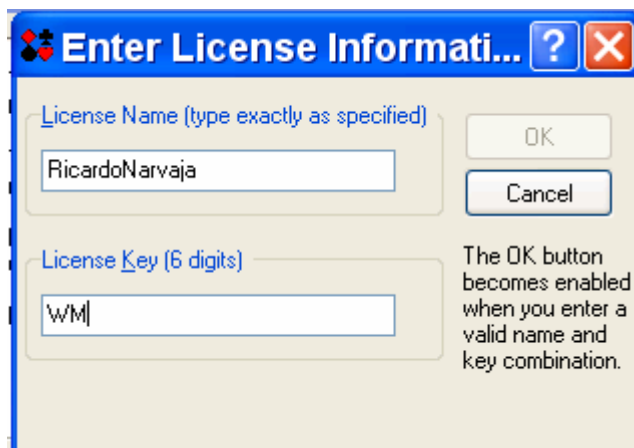 Enter License Informati...
License Name (type exactly as specified)
RicardoNarvaja
OK
Cancel
License Key (6 digits)
WM
The OK button
becomes enabled
when you enter a
valid name and
key combination.